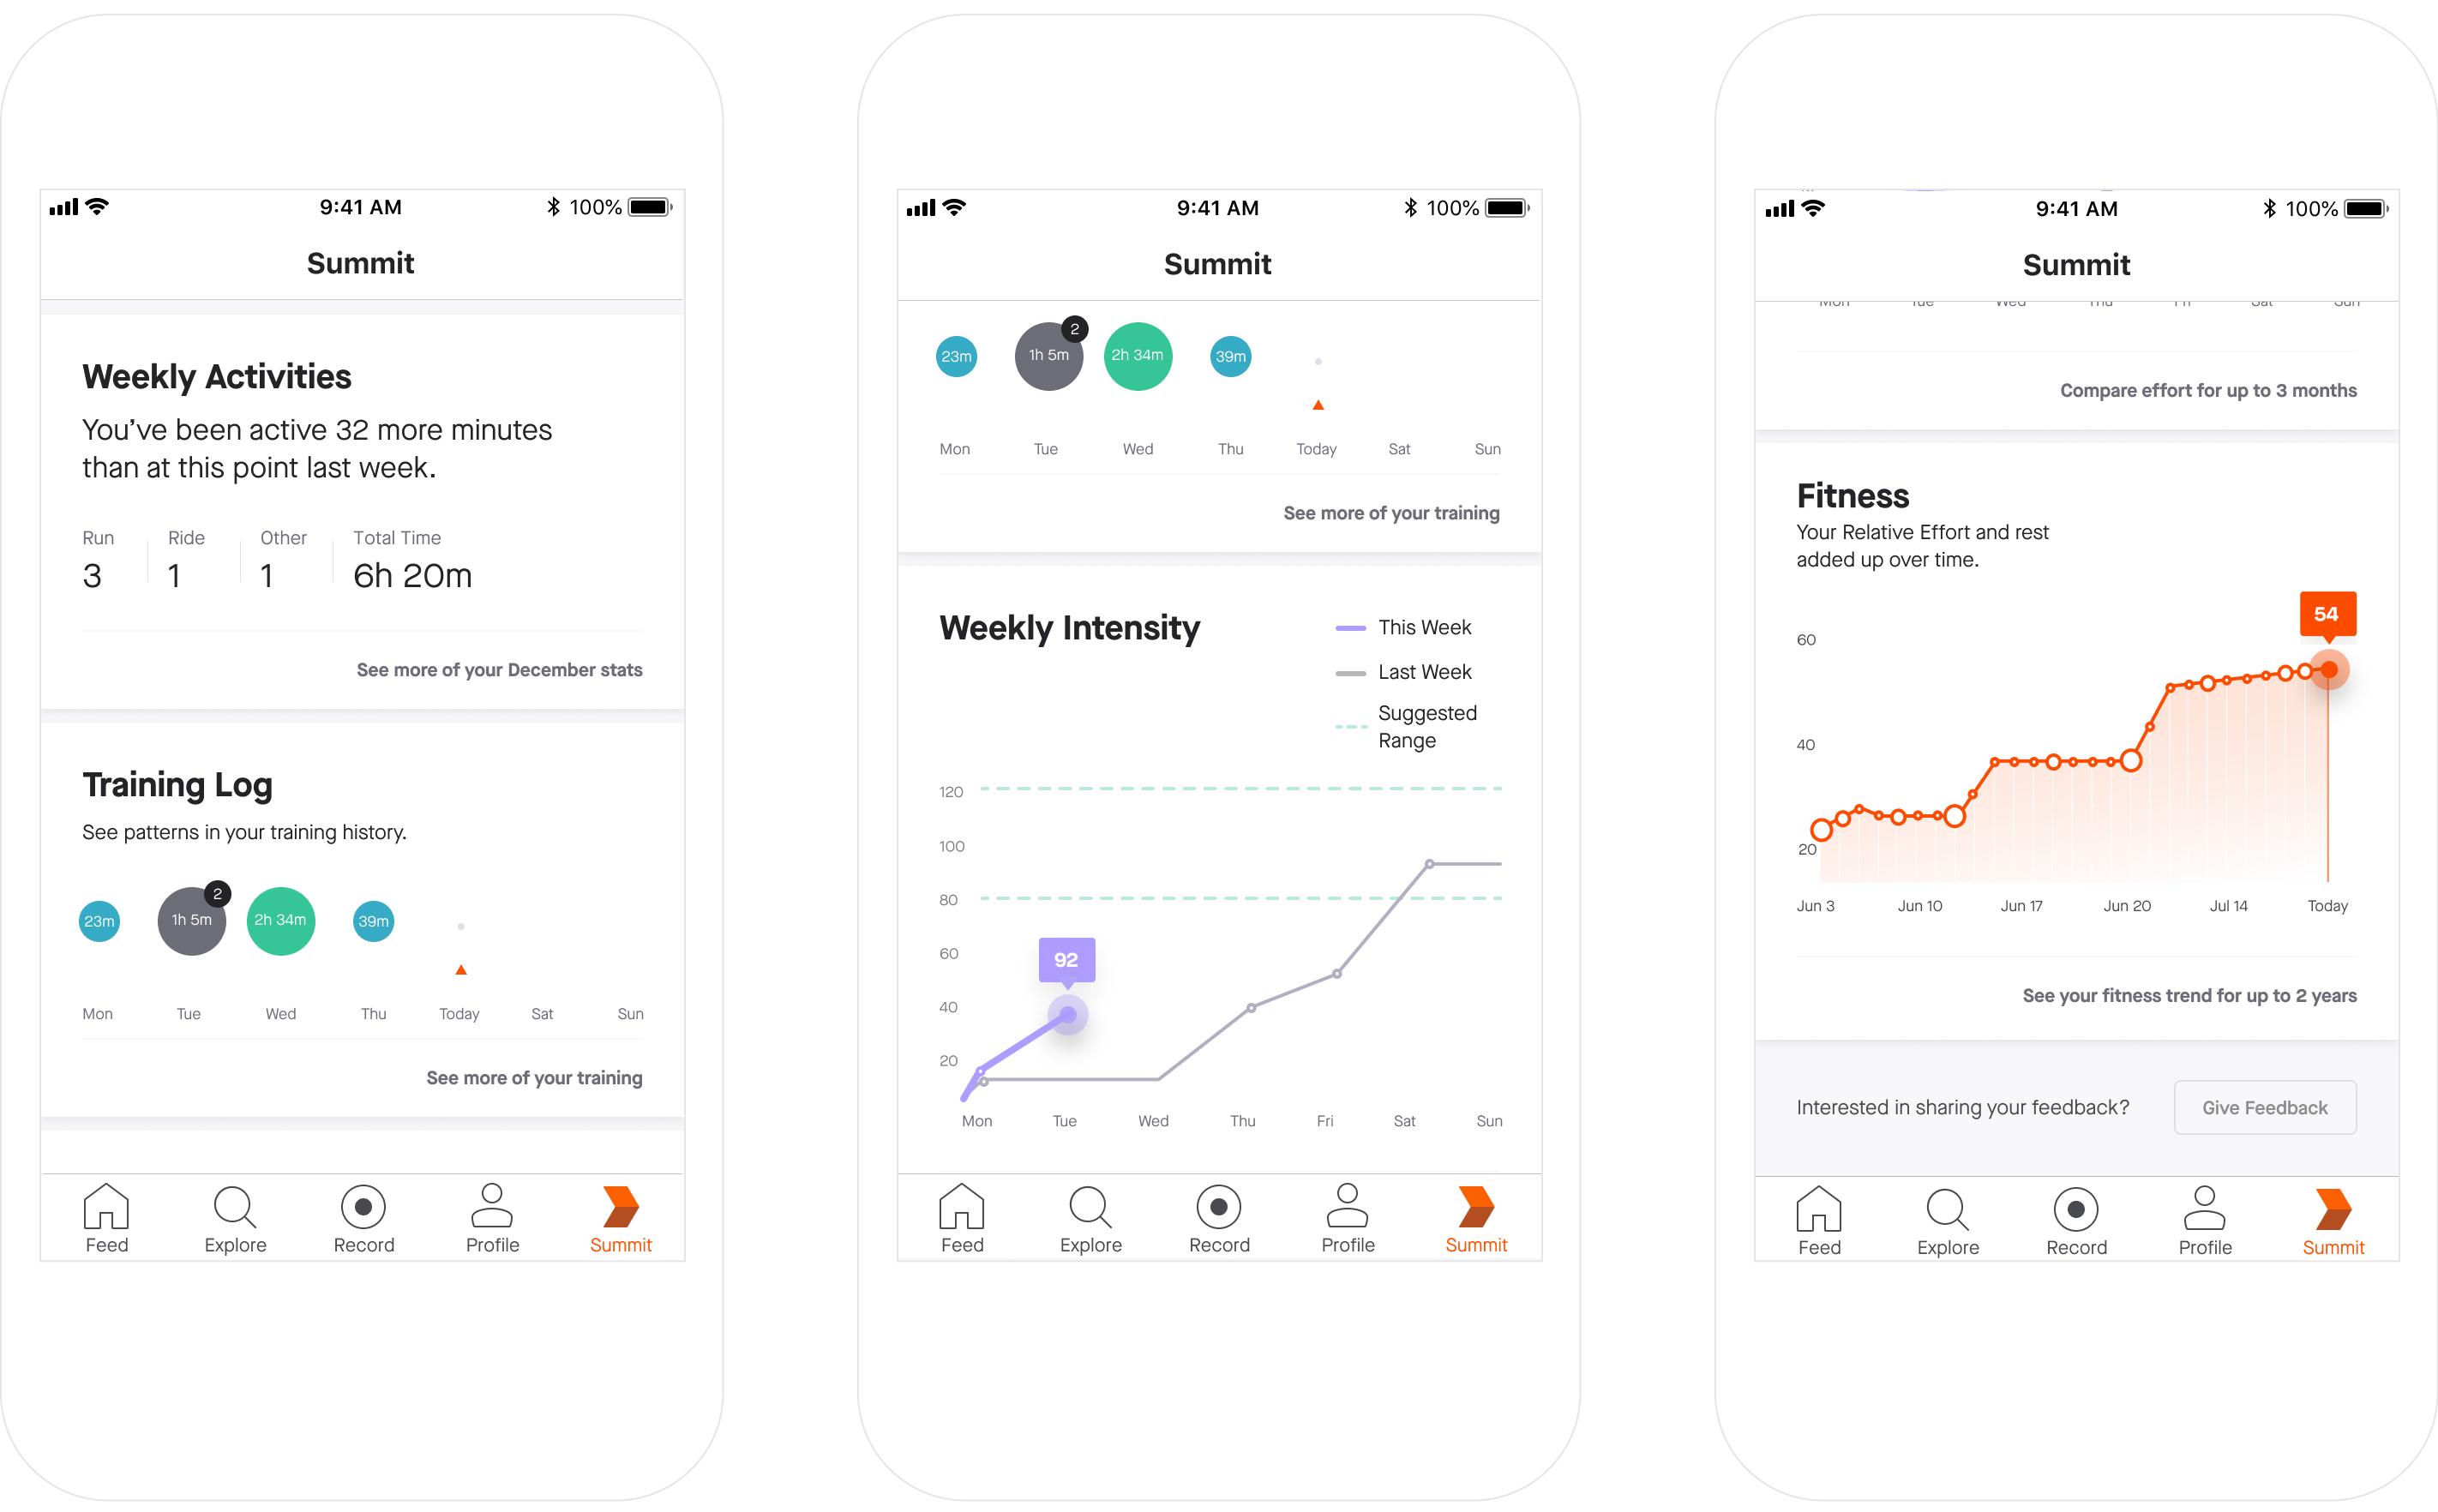 9:41 AM
100%
Summit
Weekly Activities
You've been active 32 more minutes
than at this point last week.
Run
Ride
Other
Total Time
3
1
1
6h 20m
See more of your December stats
Training Log
See patterns in your training history.
23m
1h 5m
2
2h 34m
39m
Mon
Tue
Wed
Thu
Today
Sat
Sun
See more of your training
Feed
Explore
Record
Profile
Summit
9:41 AM
100%
Summit
23m
1h 5m
2
2h 34m
39m
Mon
Tue
Wed
Thu
Today
Sat
Sun
See more of your training
Weekly Intensity
This Week
Last Week
Suggested
Range
120
100
80
60
40
20
92
Mon
Tue
Wed
Thu
Fri
Sat
Sun
Feed
Explore
Record
Profile
Summit
9:41 AM
100%
Summit
Mon
Tue
Wed
Thu
Fri
Sat
Sun
Compare effort for up to 3 months
Fitness
Your Relative Effort and rest
added up over time.
54
60
40
20
Jun 3
Jun 10
Jun 17
Jun 20
Jul 14
Today
See your fitness trend for up to 2 years
Interested in sharing your feedback?
Give Feedback
Feed
Explore
Record
Profile
Summit